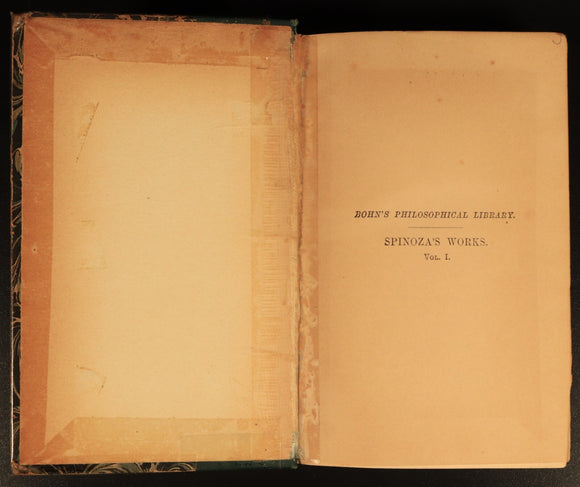 BOHN'S PHILOSOPHICAL LIBRARY.
SPINOZA'S WORKS.
VOL. I.